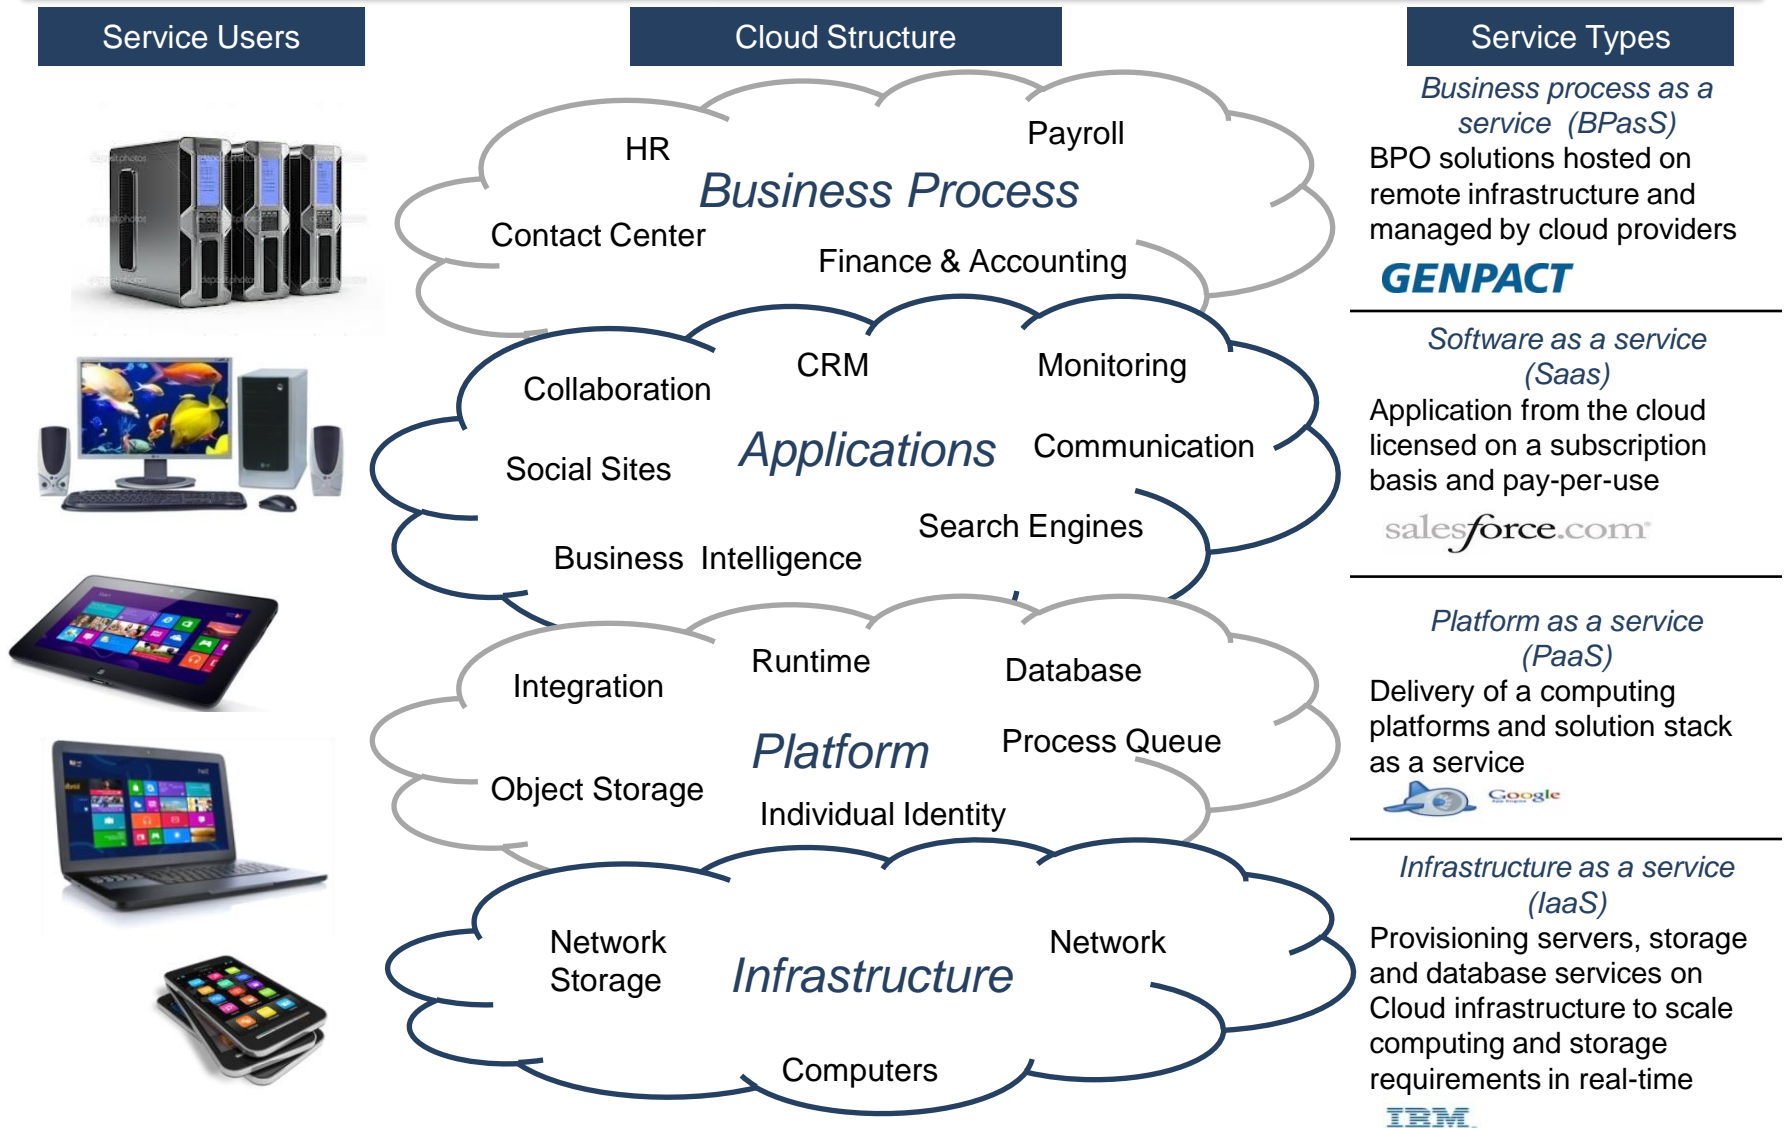 Service Users
Cloud Structure
Service Types
HR
Payroll
Business Process
Contact Center
Finance & Accounting
Collaboration
CRM
Monitoring
Applications
Communication
Social Sites
Search Engines
Business Intelligence
Integration
Runtime
Database
Platform
Process Queue
Object Storage
Individual Identity
Network
Storage
Infrastructure
Network
Computers
Business process as a
service (BPasS)
BPO solutions hosted on
remote infrastructure and
managed by cloud providers
GENPACT
Software as a service
(Saas)
Application from the cloud
licensed on a subscription
basis and pay-per-use
salesforce.com
Platform as a service
(PaaS)
Delivery of a computing
platforms and solution stack
as a service
Google
App Engine
Infrastructure as a service
(IaaS)
Provisioning servers, storage
and database services on
Cloud infrastructure to scale
computing and storage
requirements in real-time
IBM